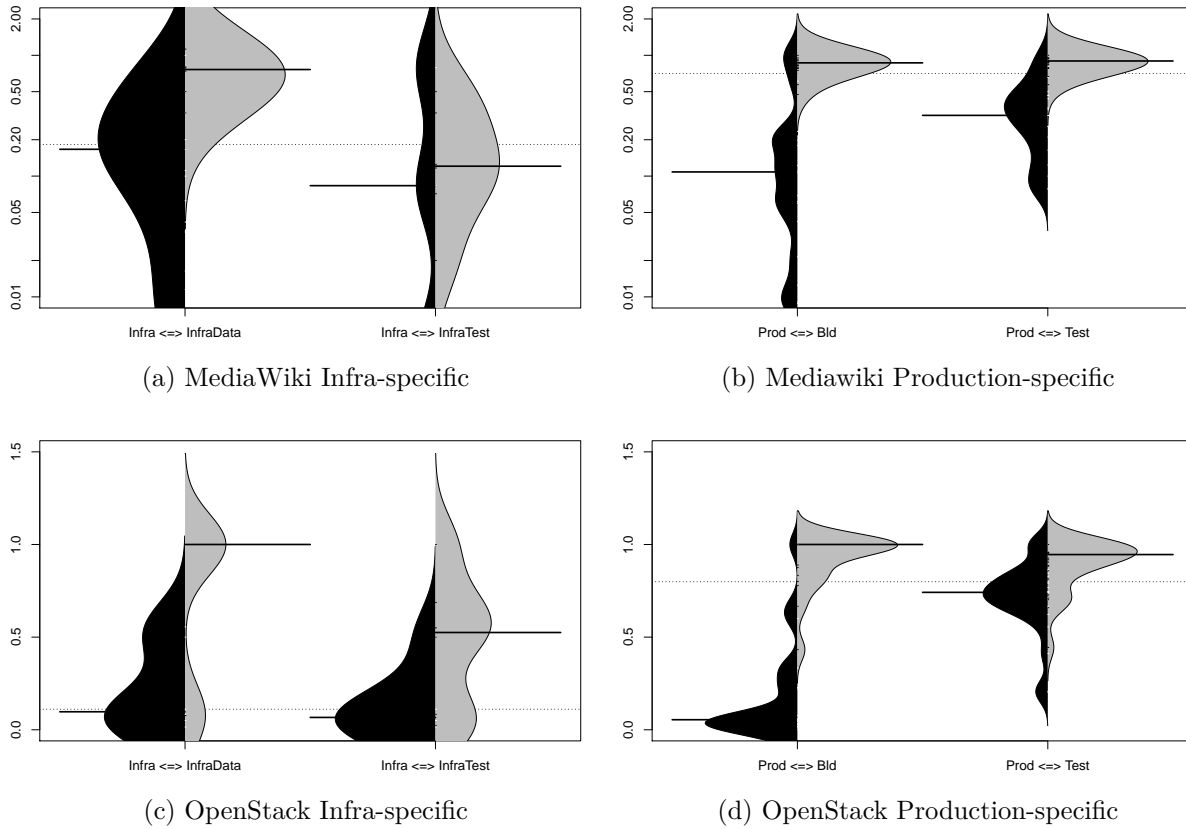 2.00
0.50
0.20
0.05
0.01
Infra <=> InfraData
Infra <=> InfraTest
(a) MediaWiki Infra-specific
2.00
0.50
0.20
0.05
0.01
Prod <=> Bld
Prod <=> Test
(b) Mediawiki Production-specific
1.5
1.0
0.5
0.0
Infra <=> InfraData
Infra <=> InfraTest
(c) OpenStack Infra-specific
1.5
1.0
0.5
0.0
Prod <=> Bld
Prod <=> Test
(d) OpenStack Production-specific